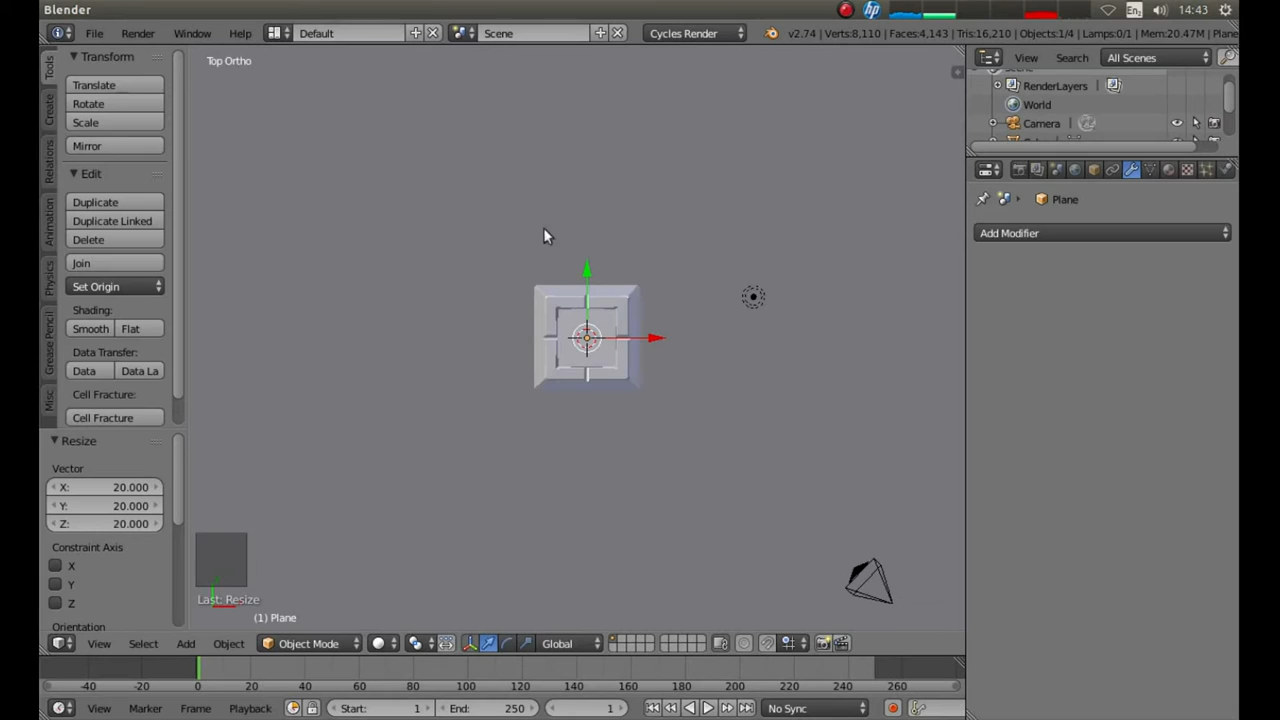 Blender
En₂
14:43
File Render Window Help Default Scene Cycles Render v2.74 | Verts:8,110 | Faces:4,143 | Tris:16,210 | Objects:1/4 | Lamps:0/1 | Mem:20.47M | Plane
Transform
Translate
Rotate
Scale
Mirror
Edit
Duplicate
Duplicate Linked
Delete
Join
Set Origin
Shading:
Smooth Flat
Data Transfer:
Data Data La
Cell Fracture:
Cell Fracture
Tools
Create
Relations
Animation
Physics
Grease Pencil
Misc
Resize
Vector
X: 20.000
Y: 20.000
Z: 20.000
Constraint Axis
X
Y
Z
Orientation
Top Ortho
Last: Resize
(1) Plane
View Select Add Object Object Mode Global
-40 -20 0 20 40 60 80 100 120 140 160 180 200 220 240 260
View Marker Frame Playback Start: 1 End: 250 1 No Sync
View Search All Scenes
RenderLayers
World
Camera
Plane
Add Modifier